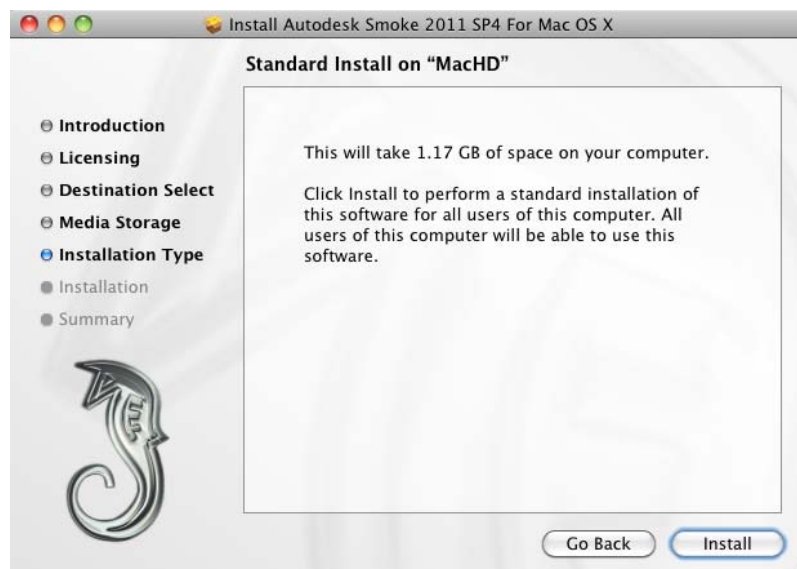 Install Autodesk Smoke 2011 SP4 For Mac OS X
Standard Install on “MacHD”
Introduction
Licensing
Destination Select
Media Storage
Installation Type
Installation
Summary
This will take 1.17 GB of space on your computer.
Click Install to perform a standard installation of
this software for all users of this computer. All
users of this computer will be able to use this
software.
Go Back
Install